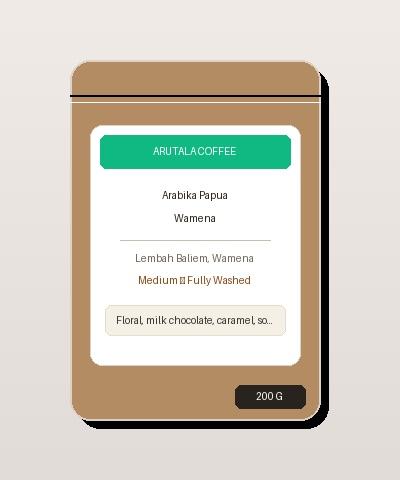 ARUTALA COFFEE
Arabika Papua
Wamena
Lembah Baliem, Wamena
Medium Fully Washed
Floral, milk chocolate, caramel, so...
200 G